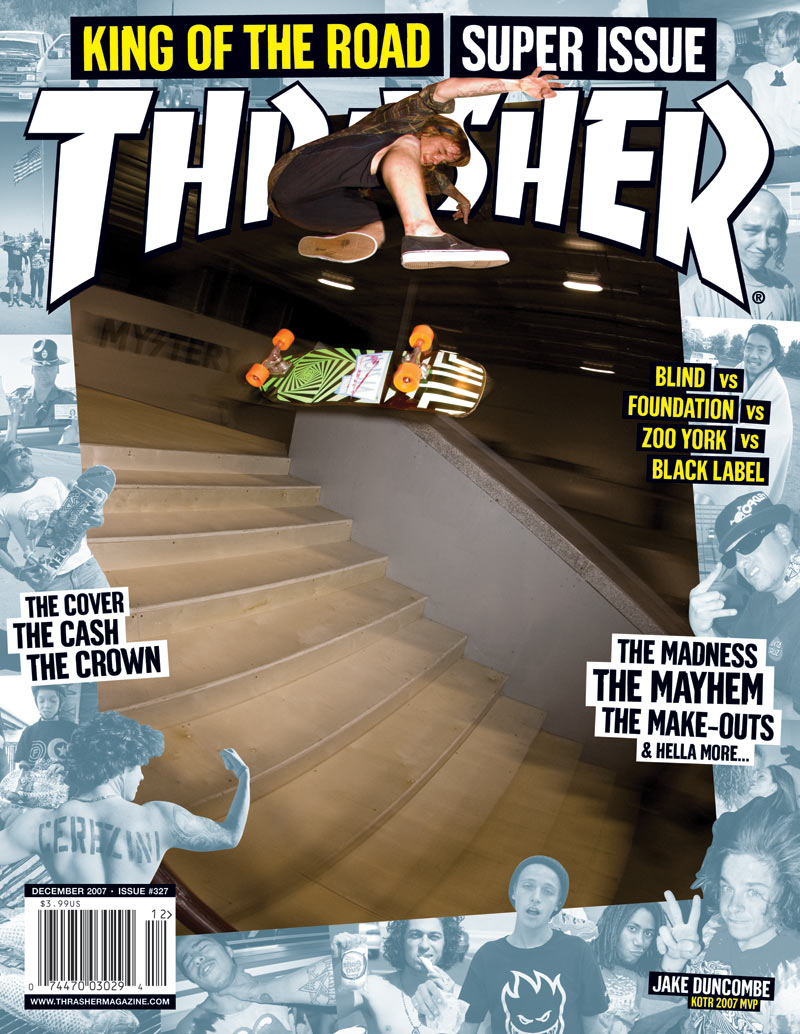 KING OF THE ROAD SUPER ISSUE
THRASHER®
MYSTERY
BLIND VS
FOUNDATION VS
ZOO YORK VS
BLACK LABEL
THE COVER
THE CASH
THE CROWN
THE MADNESS
THE MAYHEM
THE MAKE-OUTS
& HELLA MORE...
CEREZINI
DECEMBER 2007 · ISSUE #327
$3.99US
12>
0 74470 03029 4
WWW.THRASHERMAGAZINE.COM
JAKE DUNCOMBE
KOTR 2007 MVP